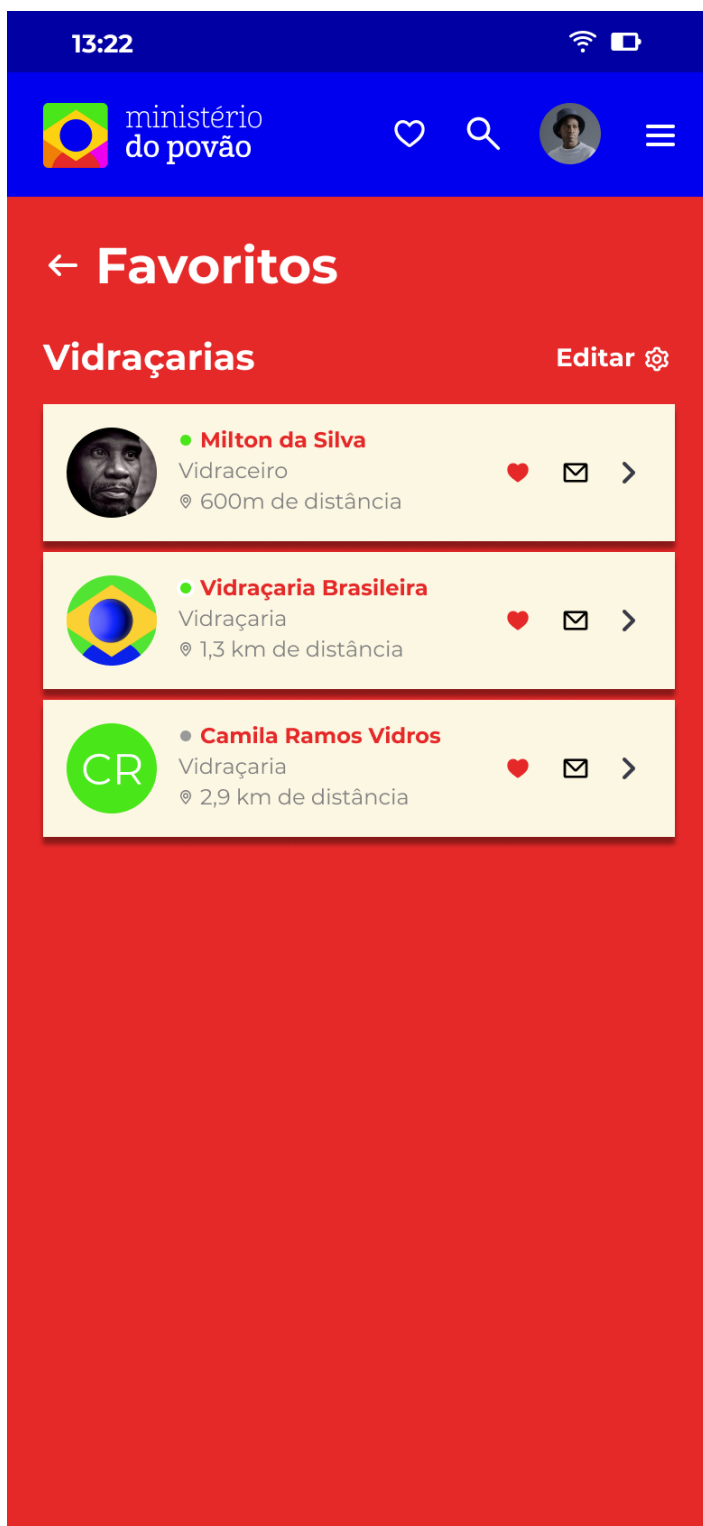 13:22
ministério
do povão
Favoritos
Vidraçarias
Editar
Milton da Silva
Vidraceiro
600m de distância
Vidraçaria Brasileira
Vidraçaria
1,3 km de distância
CR
Camila Ramos Vidros
Vidraçaria
2,9 km de distância